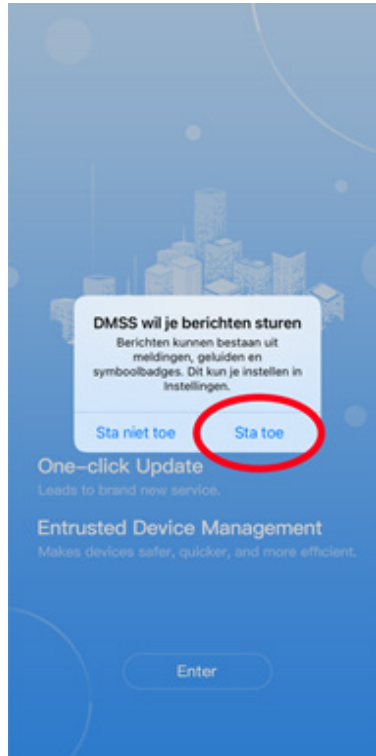 DMSS wil je berichten sturen
Berichten kunnen bestaan uit
meldingen, geluiden en
symboolbadges. Dit kun je instellen in
Instellingen.
Sta niet toe
Sta toe
One-click Update
Leads to brand new service.
Entrusted Device Management
Makes devices safer, quicker, and more efficient.
Enter